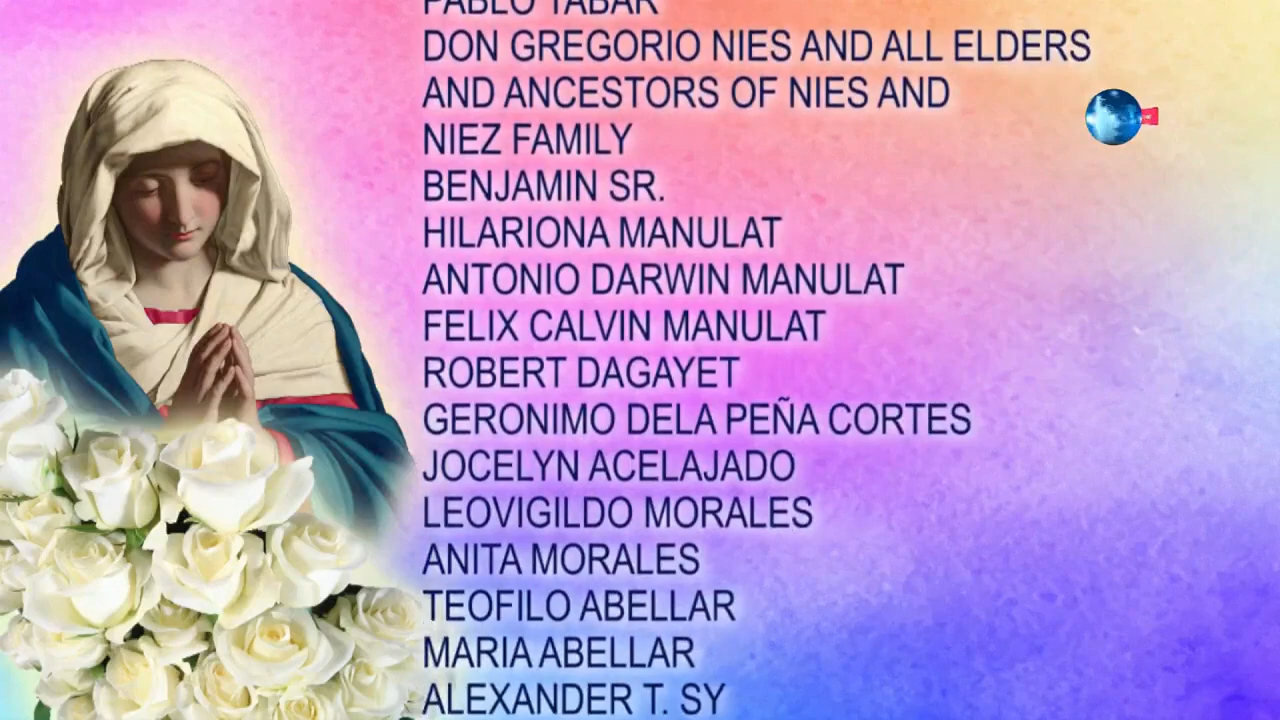 PABLO TABAR
DON GREGORIO NIES AND ALL ELDERS
AND ANCESTORS OF NIES AND
NIEZ FAMILY
BENJAMIN SR.
HILARIONA MANULAT
ANTONIO DARWIN MANULAT
FELIX CALVIN MANULAT
ROBERT DAGAYET
GERONIMO DELA PEÑA CORTES
JOCELYN ACELAJADO
LEOVIGILDO MORALES
ANITA MORALES
TEOFILO ABELLAR
MARIA ABELLAR
ALEXANDER T. SY